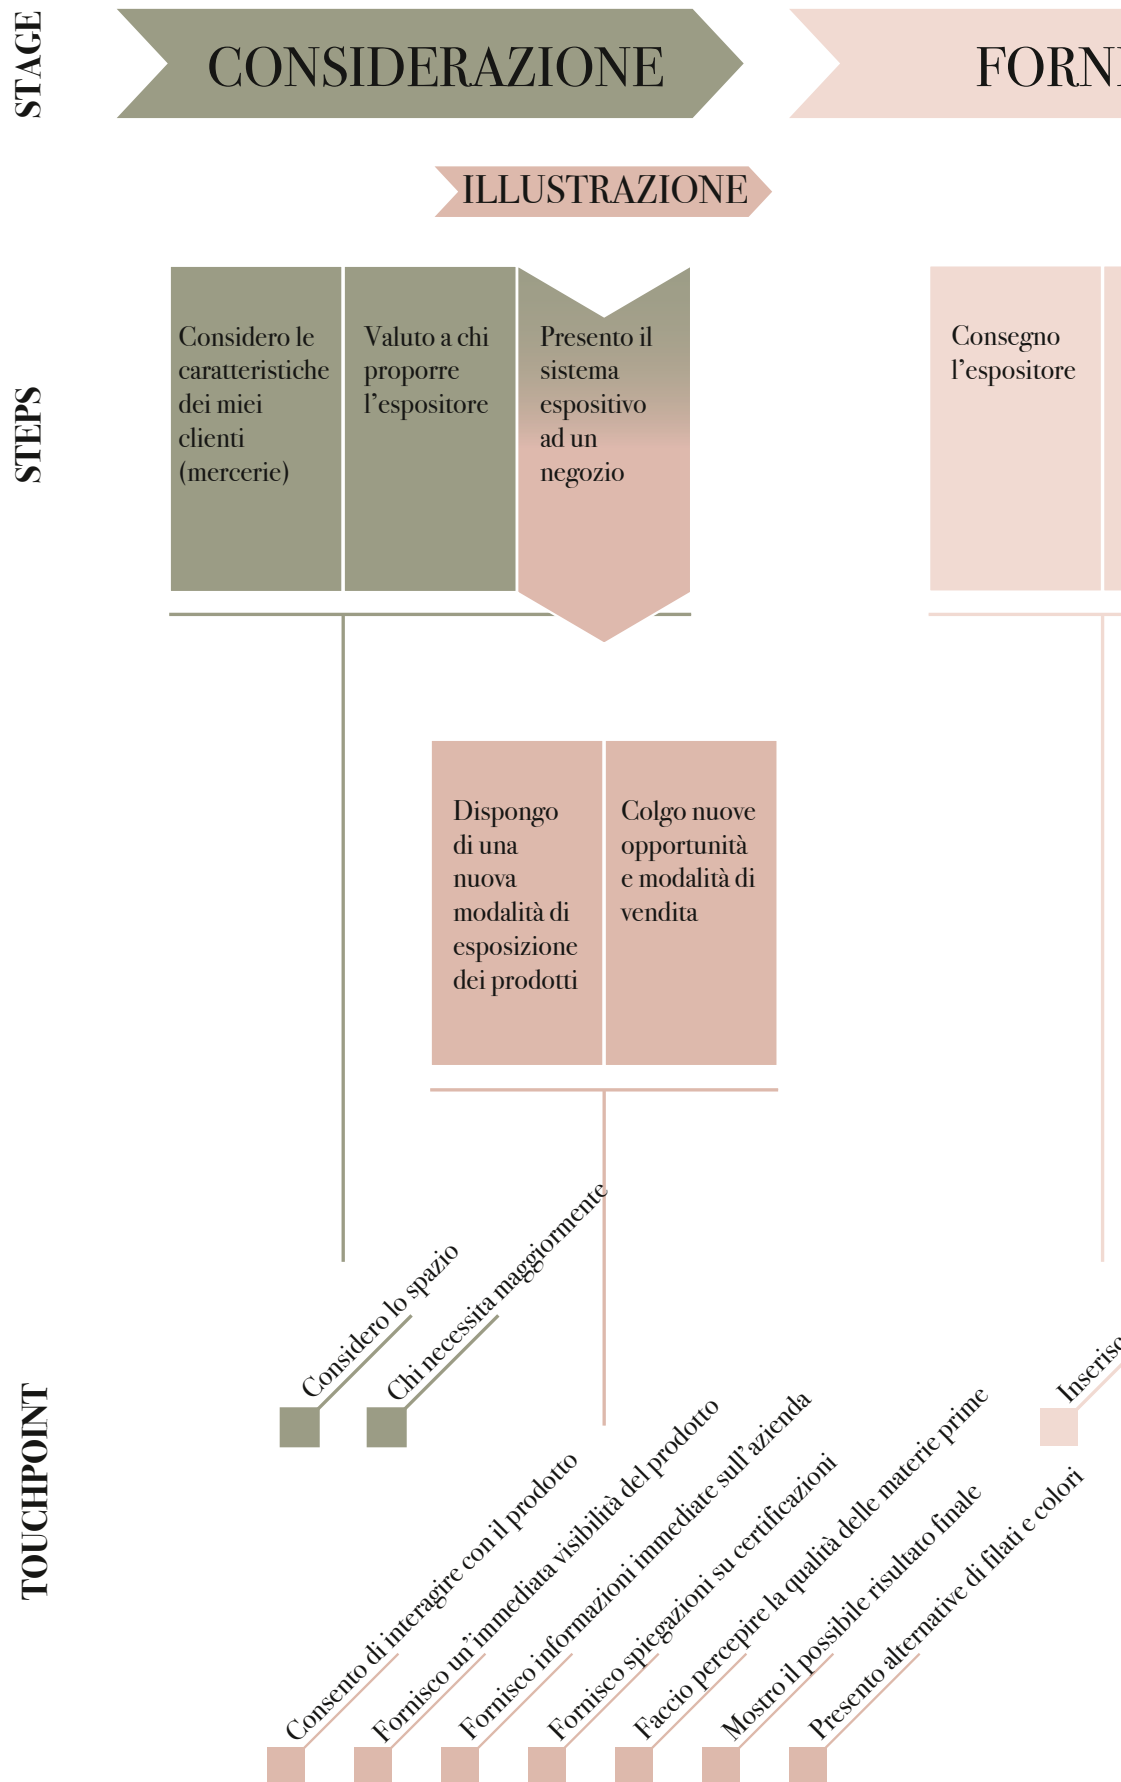 STAGE
CONSIDERAZIONE
FORNI
ILLUSTRAZIONE
STEPS
Considero le
caratteristiche
dei miei
clienti
(mercerie)
Valuto a chi
proporre
l’espositore
Presento il
sistema
espositivo
ad un
negozio
Consegno
l’espositore
Dispongo
di una
nuova
modalità di
esposizione
dei prodotti
Colgo nuove
opportunità
e modalità di
vendita
TOUCHPOINT
Considero lo spazio
Chi necessita maggiormente
Consento di interagire con il prodotto
Fornisco un’immediata visibilità del prodotto
Fornisco informazioni immediate sull’azienda
Fornisco spiegazioni su certificazioni
Faccio percepire la qualità delle materie prime
Mostro il possibile risultato finale
Presento alternative di filati e colori